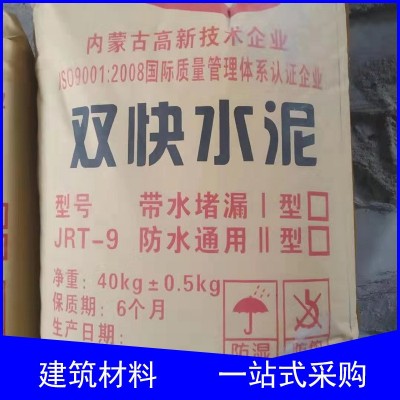 内蒙古高新技术企业
ISO9001:2008国际质量管理体系认证企业
双快水泥
型号 带水堵漏Ⅰ型
JRT-9 防水通用Ⅱ型
净重：40kg±0.5kg
保质期：6个月
生产日期：
防湿
建筑材料 一站式采购